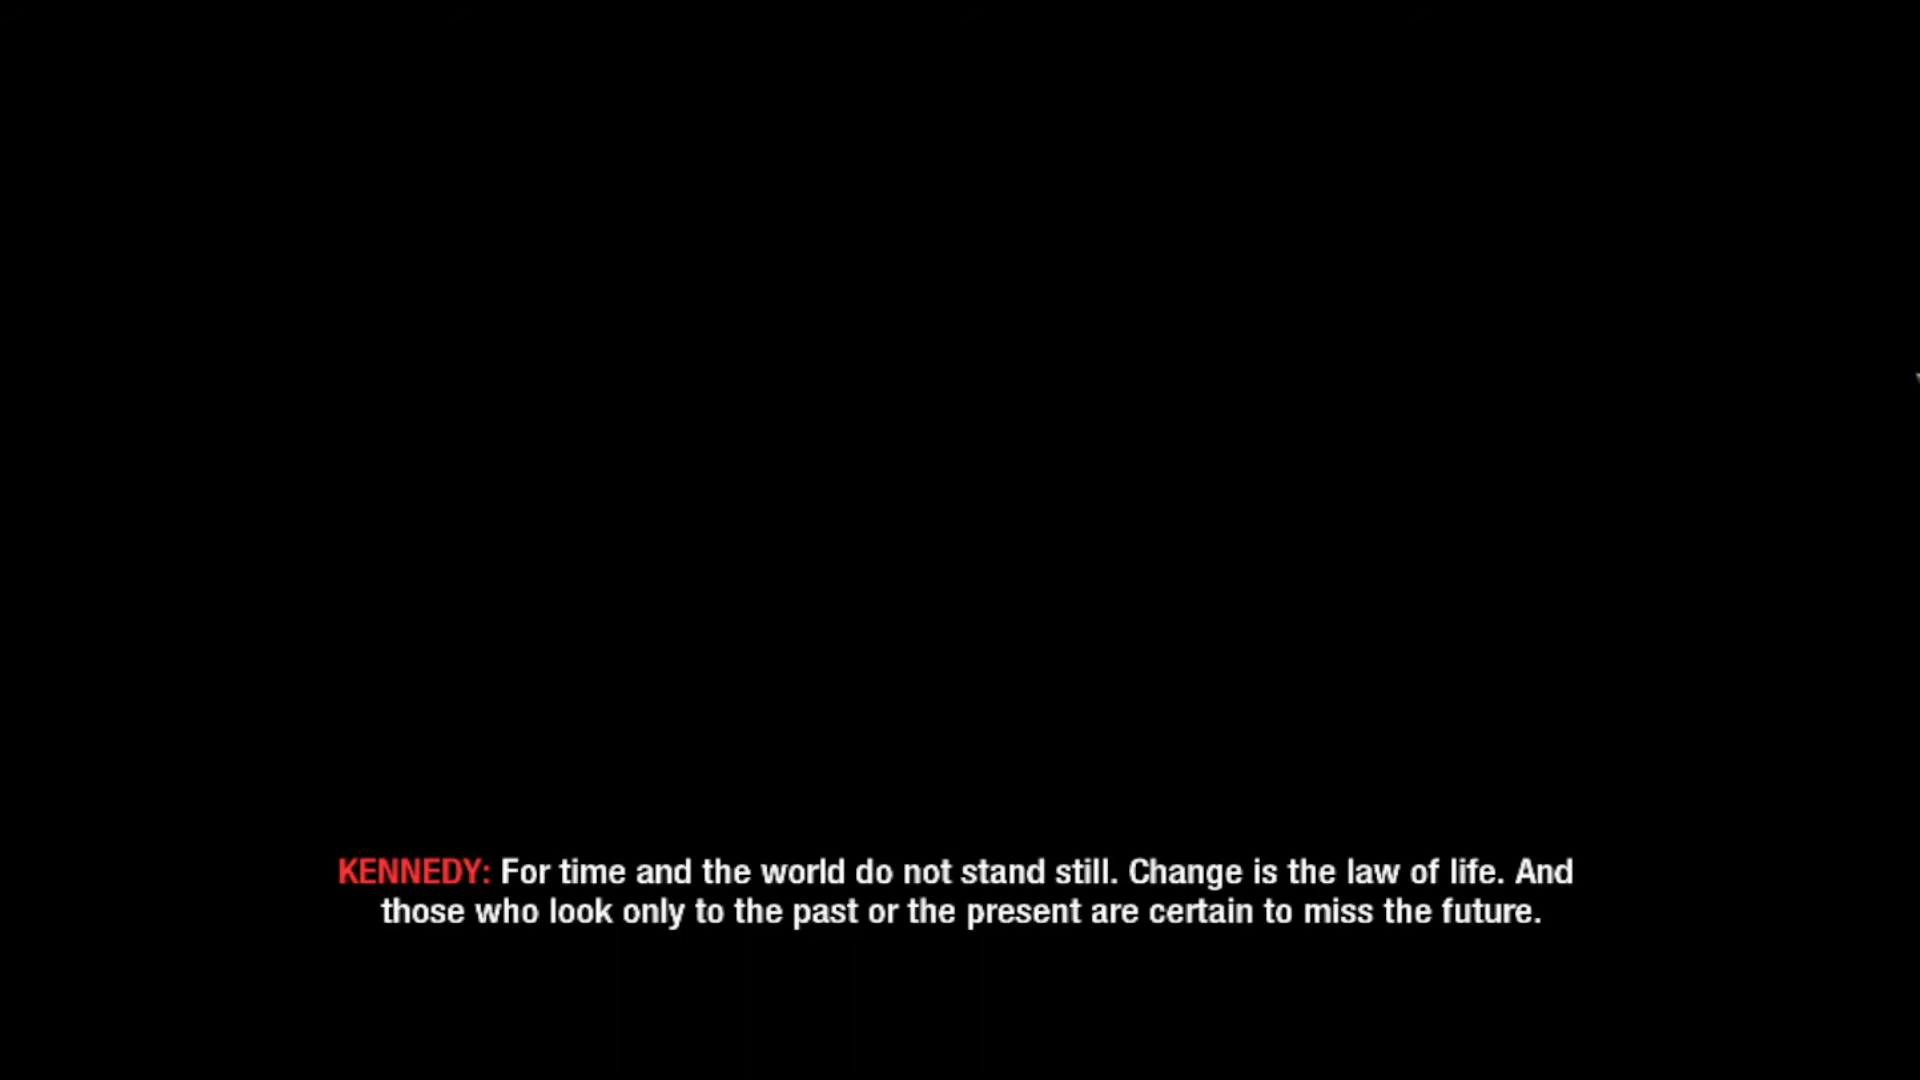 KENNEDY: For time and the world do not stand still. Change is the law of life. And
those who look only to the past or the present are certain to miss the future.